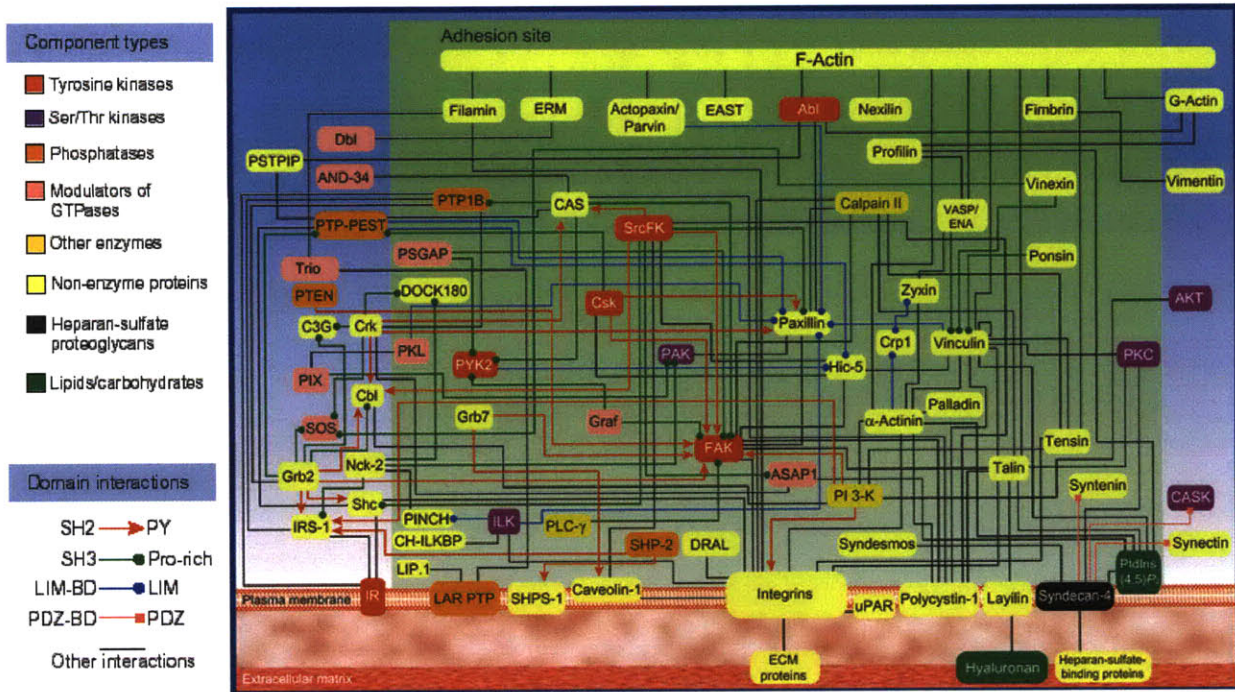 Component types
Tyrosine kinases
Ser/Thr kinases
Phosphatases
Modulators of
GTPases
Other enzymes
Non-enzyme proteins
Heparan-sulfate
proteoglycans
Lipids/carbohydrates
Domain interactions
SH2
PY
SH3
Pro-rich
LIM-BD
LIM
PDZ-BD
PDZ
Other interactions
Adhesion site
F-Actin
Filamin
ERM
Actopaxin/
Parvin
EAST
Abl
Nexilin
Fimbrin
G-Actin
Dbl
PSTPIP
Profilin
AND-34
Vinexin
Vimentin
PTP1B
CAS
Calpain II
VASP/
ENA
PTP-PEST
SrcFK
PSGAP
Ponsin
Trio
PTEN
DOCK180
Csk
Zyxin
AKT
C3G
Crk
Paxillin
Crp1
Vinculin
PKL
PAK
PKC
PYK2
Hic-5
PIX
Cbl
Palladin
Grb7
Graf
α-Actinin
SOS
FAK
Tensin
Nck-2
Grb2
ASAP1
Talin
Syntenin
Shc
PI 3-K
CASK
IRS-1
PINCH
ILK
PLC-γ
CH-ILKBP
SHP-2
DRAL
Syndesmos
Synectin
LIP.1
PtdIns
(4,5)P₂
Plasma membrane
IR
LAR PTP
SHPS-1
Caveolin-1
Integrins
uPAR
Polycystin-1
Layilin
Syndecan-4
ECM
proteins
Hyaluronan
Heparan-sulfate-
binding proteins
Extracellular matrix